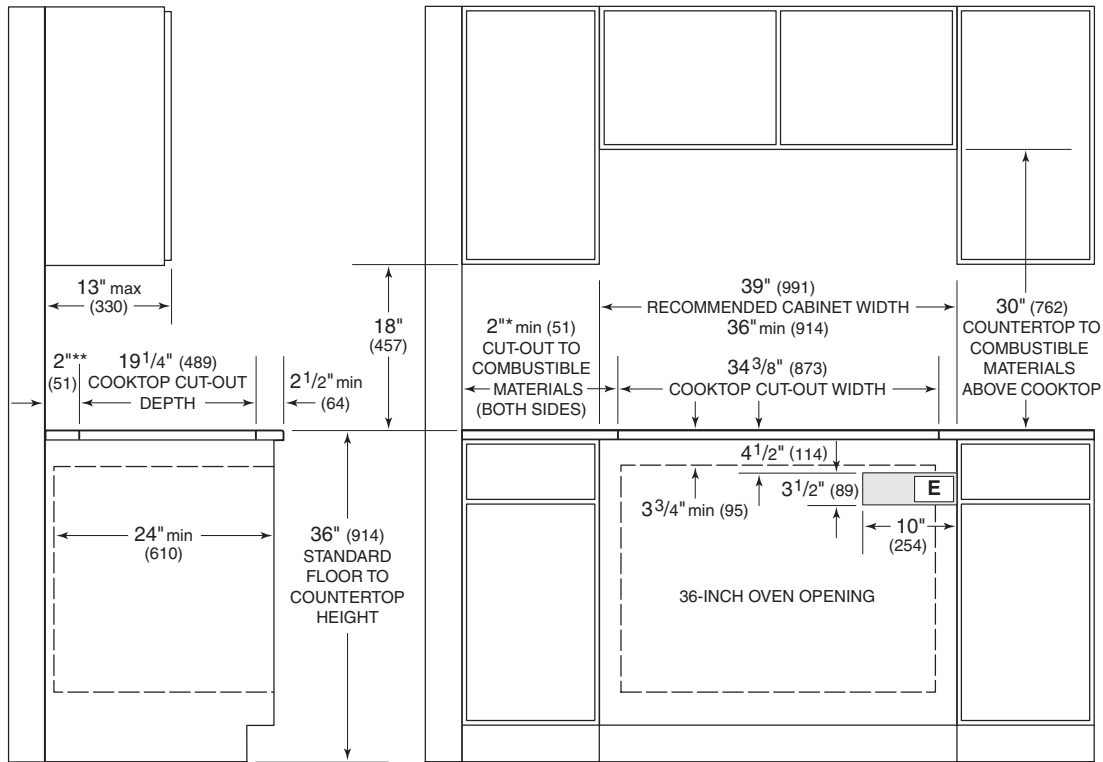 13" max
(330)
2"**
(51)
19 1/4" (489)
COOKTOP CUT-OUT
DEPTH
2 1/2" min
(64)
18"
(457)
24" min
(610)
36" (914)
STANDARD
FLOOR TO
COUNTERTOP
HEIGHT
39" (991)
RECOMMENDED CABINET WIDTH
36" min (914)
2"* min (51)
CUT-OUT TO
COMBUSTIBLE
MATERIALS
(BOTH SIDES)
34 3/8" (873)
COOKTOP CUT-OUT WIDTH
30" (762)
COUNTERTOP TO
COMBUSTIBLE
MATERIALS
ABOVE COOKTOP
4 1/2" (114)
3 1/2" (89)
E
3 3/4" min (95)
10"
(254)
36-INCH OVEN OPENING